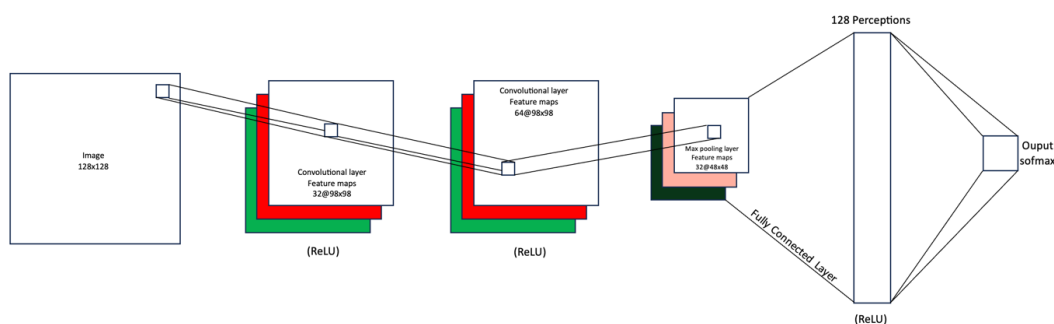 128 Perceptions
Image
128x128
Convolutional layer
Feature maps
32@98x98
(ReLU)
Convolutional layer
Feature maps
64@98x98
(ReLU)
Max pooling layer
Feature maps
32@48x48
Fully Connected Layer
(ReLU)
Ouput
sofmax